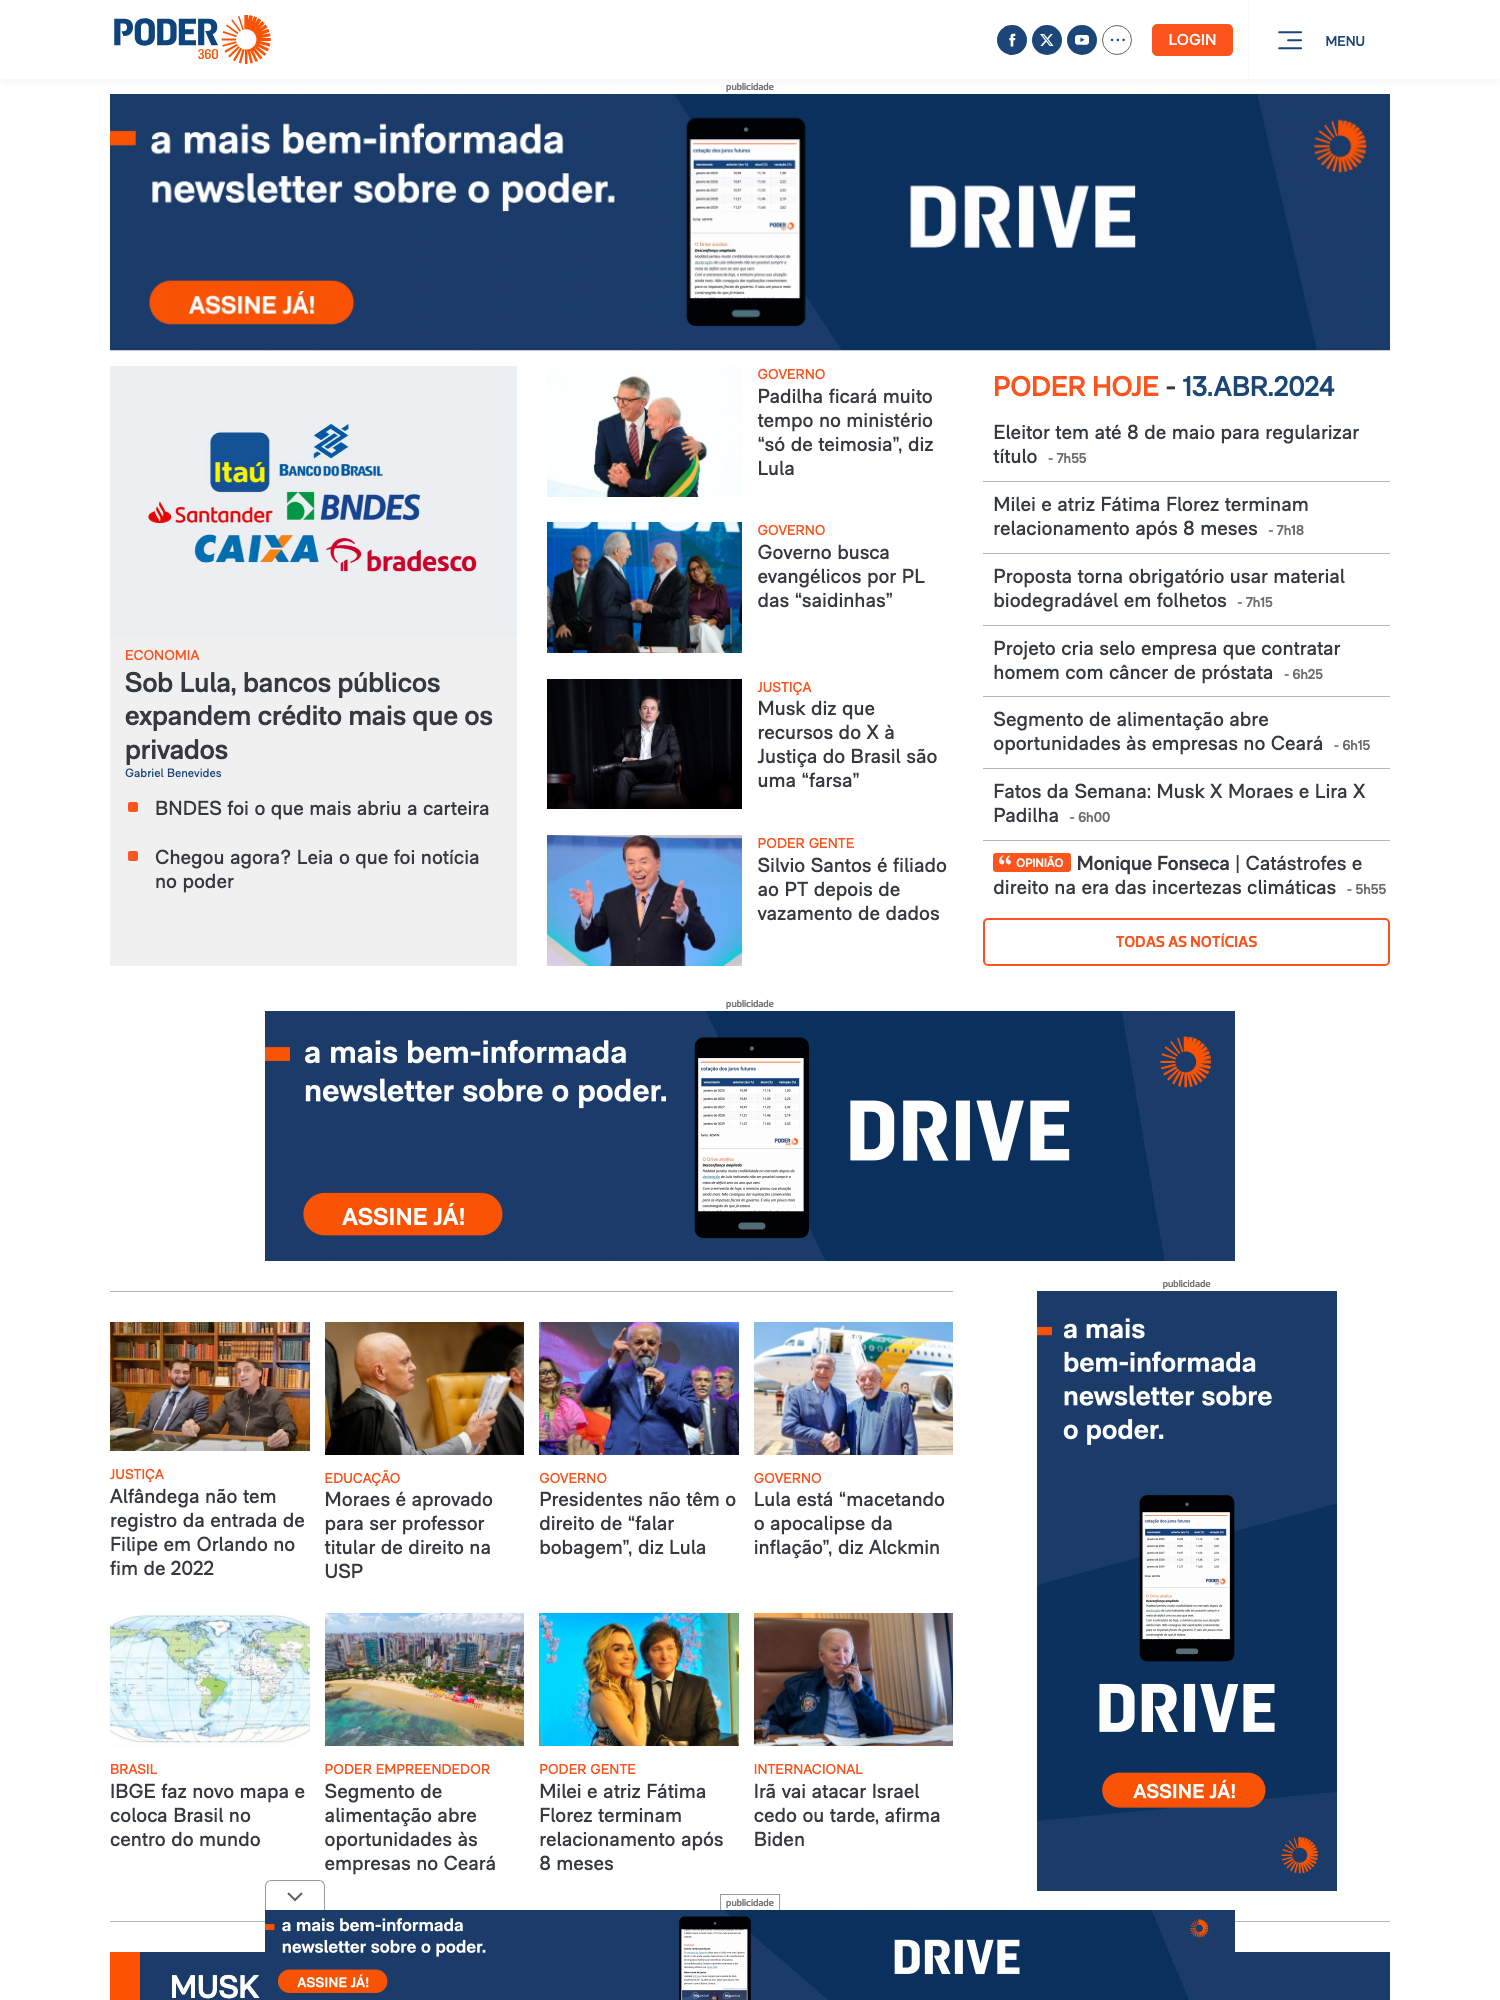 PODER
360
LOGIN
MENU
publicidade
a mais bem-informada
newsletter sobre o poder.
ASSINE JÁ!
DRIVE
Itaú
BANCO DO BRASIL
Santander
BNDES
CAIXA
bradesco
ECONOMIA
Sob Lula, bancos públicos
expandem crédito mais que os
privados
Gabriel Benevides
BNDES foi o que mais abriu a carteira
Chegou agora? Leia o que foi notícia
no poder
GOVERNO
Padilha ficará muito
tempo no ministério
“só de teimosia”, diz
Lula
GOVERNO
Governo busca
evangélicos por PL
das “saidinhas”
JUSTIÇA
Musk diz que
recursos do X à
Justiça do Brasil são
uma “farsa”
PODER GENTE
Silvio Santos é filiado
ao PT depois de
vazamento de dados
PODER HOJE - 13.ABR.2024
Eleitor tem até 8 de maio para regularizar
título - 7h55
Milei e atriz Fátima Florez terminam
relacionamento após 8 meses - 7h18
Proposta torna obrigatório usar material
biodegradável em folhetos - 7h15
Projeto cria selo empresa que contratar
homem com câncer de próstata - 6h25
Segmento de alimentação abre
oportunidades às empresas no Ceará - 6h15
Fatos da Semana: Musk X Moraes e Lira X
Padilha - 6h00
OPINIÃO Monique Fonseca | Catástrofes e
direito na era das incertezas climáticas - 5h55
TODAS AS NOTÍCIAS
publicidade
a mais bem-informada
newsletter sobre o poder.
ASSINE JÁ!
cotação dos juros futuros
PODER
O Drive analisa
Desconfiança ampliada
DRIVE
JUSTIÇA
Alfândega não tem
registro da entrada de
Filipe em Orlando no
fim de 2022
EDUCAÇÃO
Moraes é aprovado
para ser professor
titular de direito na
USP
GOVERNO
Presidentes não têm o
direito de “falar
bobagem”, diz Lula
GOVERNO
Lula está “macetando
o apocalipse da
inflação”, diz Alckmin
BRASIL
IBGE faz novo mapa e
coloca Brasil no
centro do mundo
PODER EMPREENDEDOR
Segmento de
alimentação abre
oportunidades às
empresas no Ceará
PODER GENTE
Milei e atriz Fátima
Florez terminam
relacionamento após
8 meses
INTERNACIONAL
Irã vai atacar Israel
cedo ou tarde, afirma
Biden
publicidade
a mais
bem-informada
newsletter sobre
o poder.
DRIVE
ASSINE JÁ!
publicidade
a mais bem-informada
newsletter sobre o poder.
ASSINE JÁ!
DRIVE
MUSK